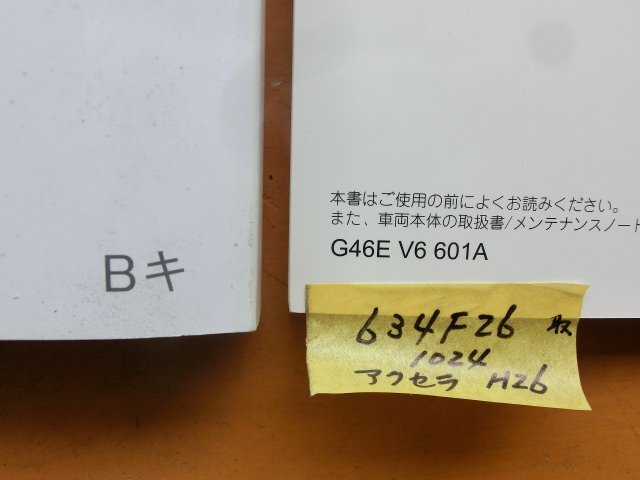 Bキ
本書はご使用の前によくお読みください。
また、車両本体の取扱書/メンテナンスノート
G46E V6 601A
634F26 取
1024
アクセラ H26